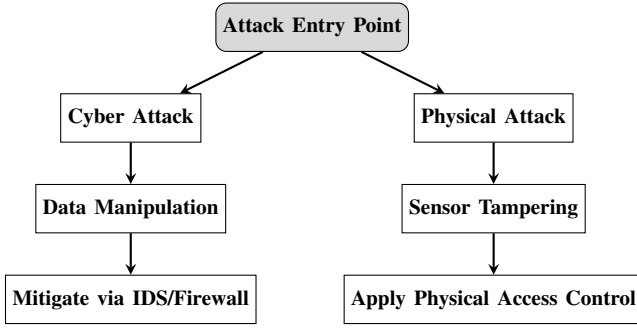 Attack Entry Point
Cyber Attack
Physical Attack
Data Manipulation
Sensor Tampering
Mitigate via IDS/Firewall
Apply Physical Access Control